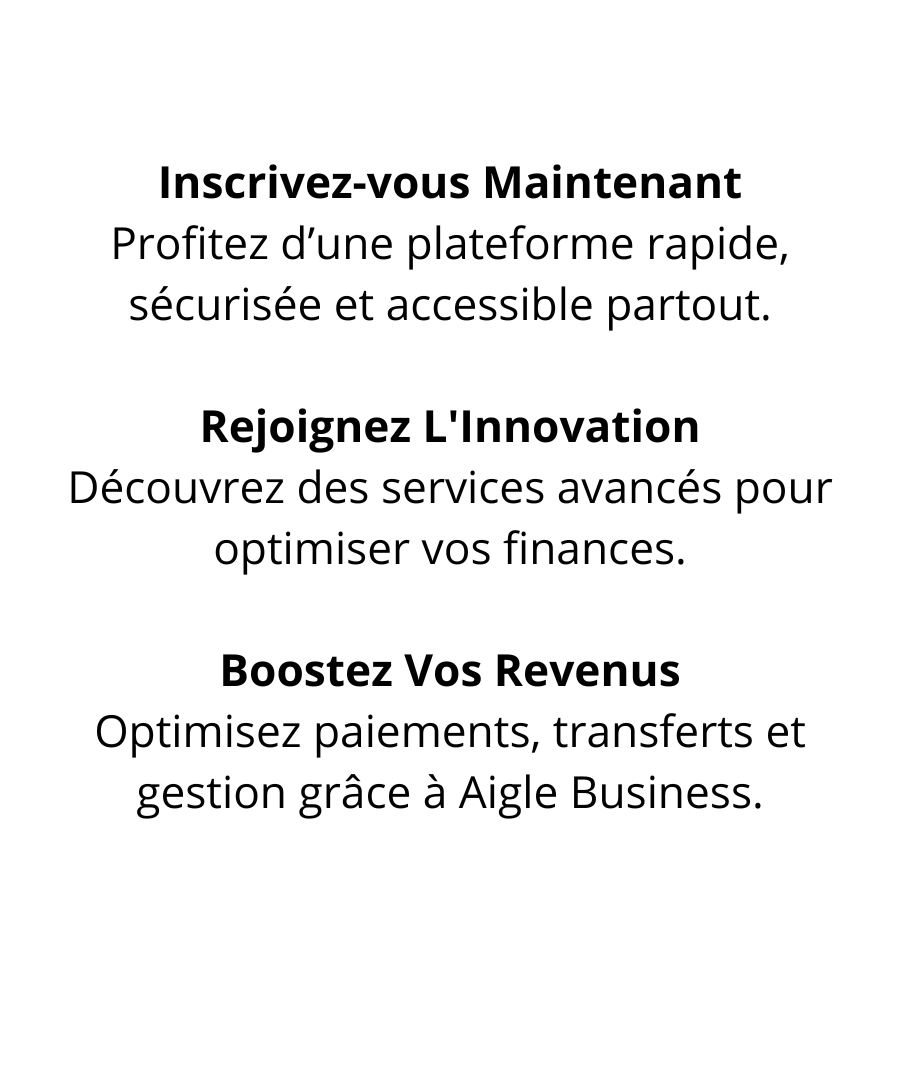 Inscrivez-vous Maintenant
Profitez d’une plateforme rapide,
sécurisée et accessible partout.
Rejoignez L'Innovation
Découvrez des services avancés pour
optimiser vos finances.
Boostez Vos Revenus
Optimisez paiements, transferts et
gestion grâce à Aigle Business.